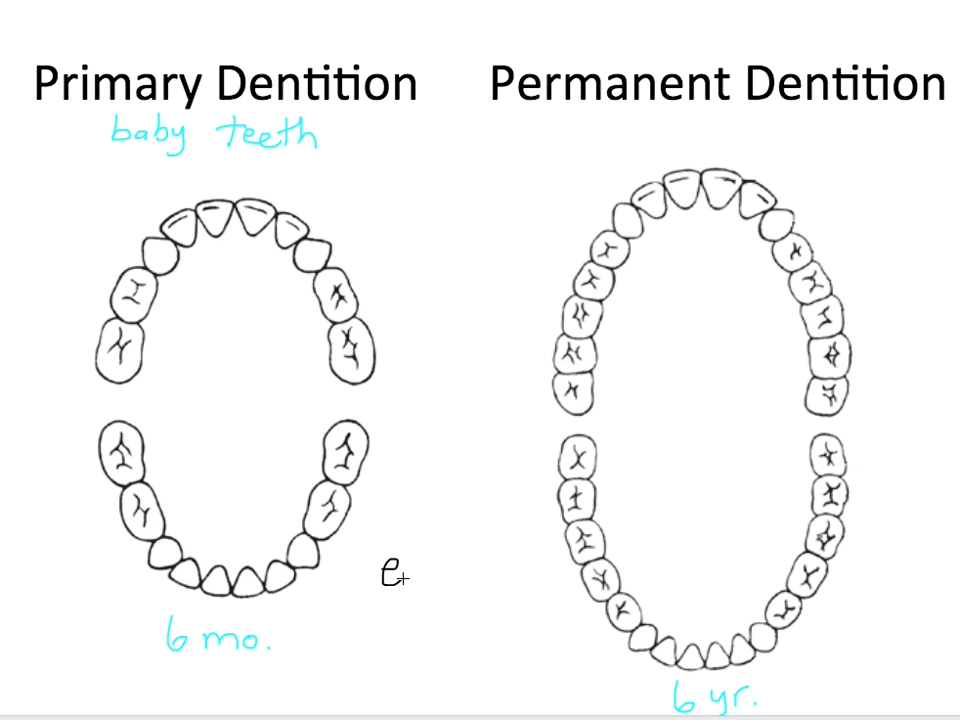 Primary Dentition
baby teeth
6 mo.
e
Permanent Dentition
6 yr.